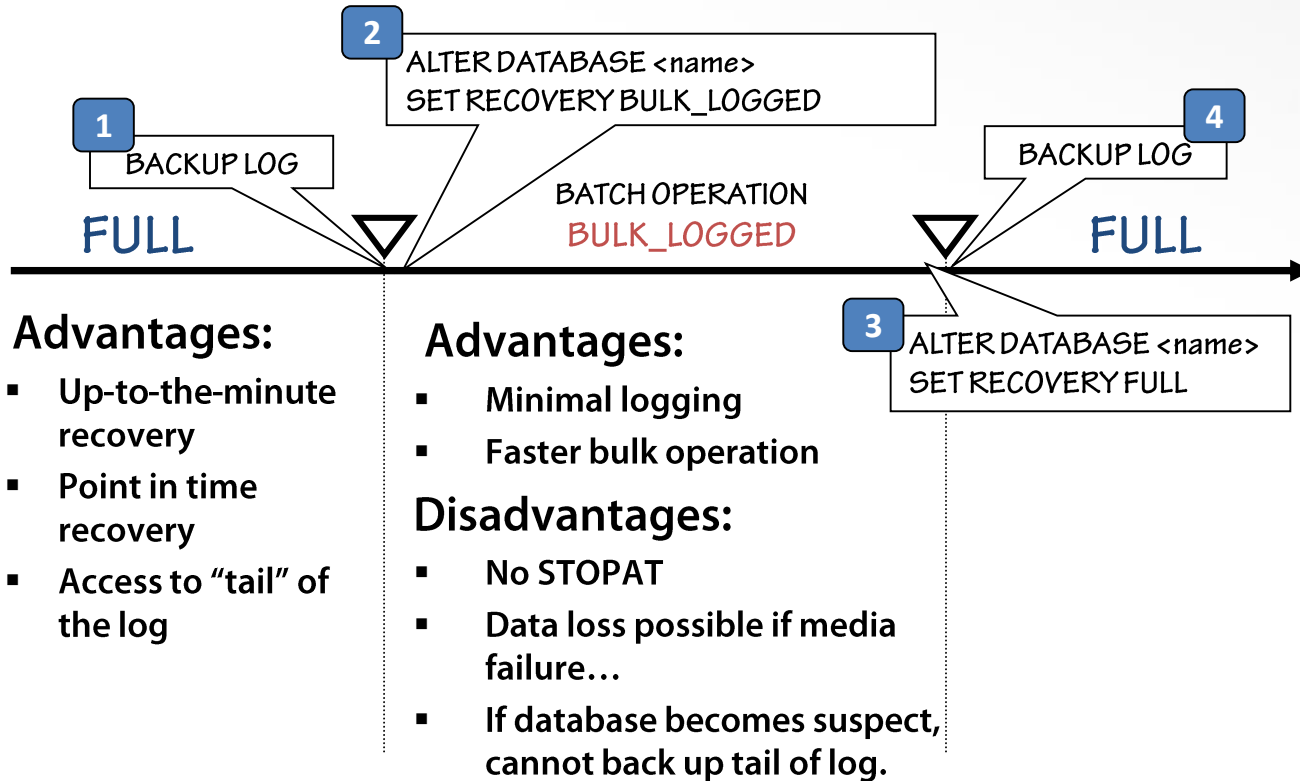 1
BACKUP LOG
2
ALTER DATABASE <name>
SET RECOVERY BULK_LOGGED
4
BACKUP LOG
FULL
BATCH OPERATION
BULK_LOGGED
FULL
3
ALTER DATABASE <name>
SET RECOVERY FULL
Advantages:
▪ Up-to-the-minute
recovery
▪ Point in time
recovery
▪ Access to “tail” of
the log
Advantages:
▪ Minimal logging
▪ Faster bulk operation
Disadvantages:
▪ No STOPAT
▪ Data loss possible if media
failure…
▪ If database becomes suspect,
cannot back up tail of log.